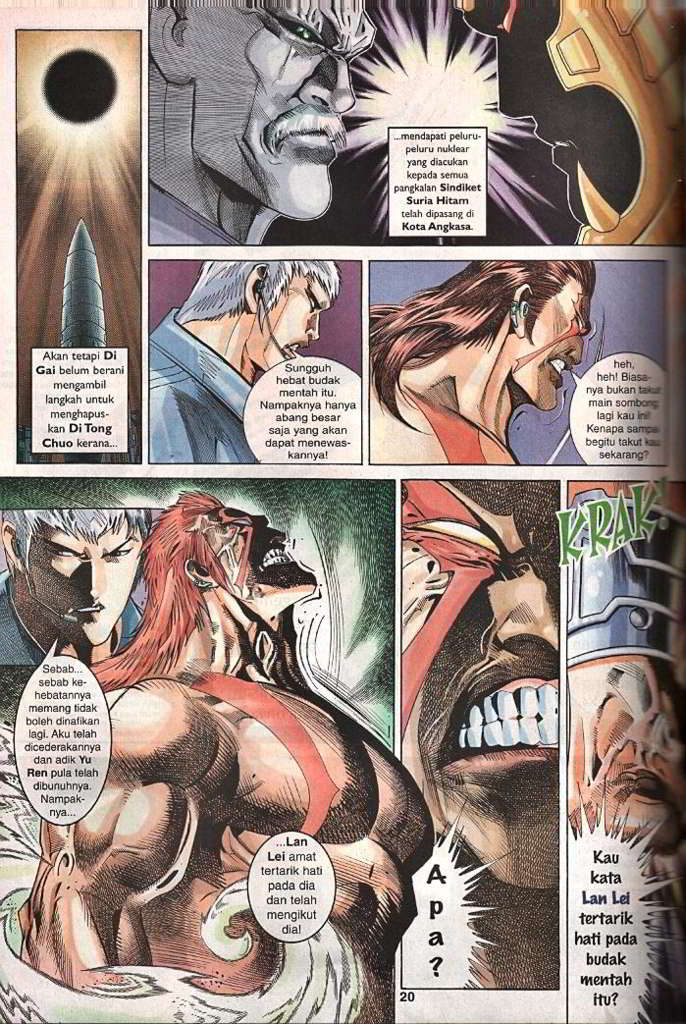 ...mendapati peluru-
peluru nuklear
yang diacukan
kepada semua
pangkalan Sindiket
Suria Hitam
telah dipasang di
Kota Angkasa.
Akan tetapi Di
Gai belum berani
mengambil
langkah untuk
menghapus-
kan Di Tong
Chuo kerana...
Sungguh
hebat budak
mentah itu.
Nampaknya hanya
abang besar
saja yang akan
dapat menewas-
kannya!
heh,
heh! Biasa-
nya bukan takut
main sombong
lagi kau ini!
Kenapa sampai
begitu takut kau
sekarang?
Sebab...
sebab ke-
hebatannya
memang tidak
boleh dinafikan
lagi. Aku telah
dicederakannya
dan adik Yu
Ren pula telah
dibunuhnya.
Nampak-
nya...
...Lan
Lei amat
tertarik hati
pada dia
dan telah
mengikut
dia!
Apa?
KRAK!
Kau
kata
Lan Lei
tertarik
hati pada
budak
mentah
itu?
20